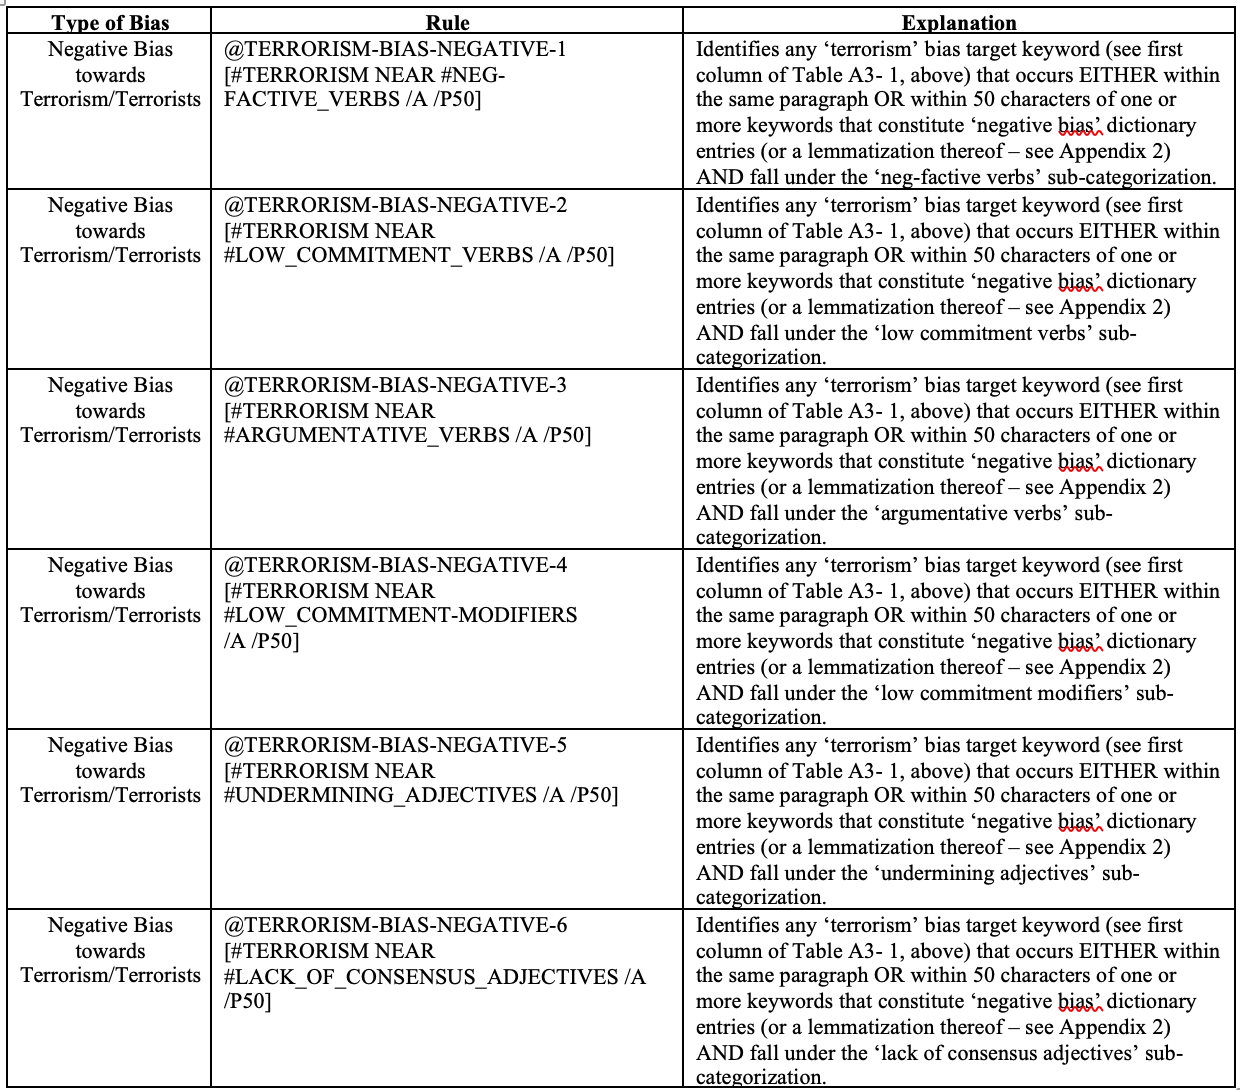 Type of Bias
Rule
Explanation
Negative Bias
towards
Terrorism/Terrorists
@TERRORISM-BIAS-NEGATIVE-1
[#TERRORISM NEAR #NEG-
FACTIVE_VERBS /A /P50]
Identifies any ‘terrorism’ bias target keyword (see first
column of Table A3- 1, above) that occurs EITHER within
the same paragraph OR within 50 characters of one or
more keywords that constitute ‘negative bias’ dictionary
entries (or a lemmatization thereof – see Appendix 2)
AND fall under the ‘neg-factive verbs’ sub-categorization.
Negative Bias
towards
Terrorism/Terrorists
@TERRORISM-BIAS-NEGATIVE-2
[#TERRORISM NEAR
#LOW_COMMITMENT_VERBS /A /P50]
Identifies any ‘terrorism’ bias target keyword (see first
column of Table A3- 1, above) that occurs EITHER within
the same paragraph OR within 50 characters of one or
more keywords that constitute ‘negative bias’ dictionary
entries (or a lemmatization thereof – see Appendix 2)
AND fall under the ‘low commitment verbs’ sub-
categorization.
Negative Bias
towards
Terrorism/Terrorists
@TERRORISM-BIAS-NEGATIVE-3
[#TERRORISM NEAR
#ARGUMENTATIVE_VERBS /A /P50]
Identifies any ‘terrorism’ bias target keyword (see first
column of Table A3- 1, above) that occurs EITHER within
the same paragraph OR within 50 characters of one or
more keywords that constitute ‘negative bias’ dictionary
entries (or a lemmatization thereof – see Appendix 2)
AND fall under the ‘argumentative verbs’ sub-
categorization.
Negative Bias
towards
Terrorism/Terrorists
@TERRORISM-BIAS-NEGATIVE-4
[#TERRORISM NEAR
#LOW_COMMITMENT-MODIFIERS
/A /P50]
Identifies any ‘terrorism’ bias target keyword (see first
column of Table A3- 1, above) that occurs EITHER within
the same paragraph OR within 50 characters of one or
more keywords that constitute ‘negative bias’ dictionary
entries (or a lemmatization thereof – see Appendix 2)
AND fall under the ‘low commitment modifiers’ sub-
categorization.
Negative Bias
towards
Terrorism/Terrorists
@TERRORISM-BIAS-NEGATIVE-5
[#TERRORISM NEAR
#UNDERMINING_ADJECTIVES /A /P50]
Identifies any ‘terrorism’ bias target keyword (see first
column of Table A3- 1, above) that occurs EITHER within
the same paragraph OR within 50 characters of one or
more keywords that constitute ‘negative bias’ dictionary
entries (or a lemmatization thereof – see Appendix 2)
AND fall under the ‘undermining adjectives’ sub-
categorization.
Negative Bias
towards
Terrorism/Terrorists
@TERRORISM-BIAS-NEGATIVE-6
[#TERRORISM NEAR
#LACK_OF_CONSENSUS_ADJECTIVES /A
/P50]
Identifies any ‘terrorism’ bias target keyword (see first
column of Table A3- 1, above) that occurs EITHER within
the same paragraph OR within 50 characters of one or
more keywords that constitute ‘negative bias’ dictionary
entries (or a lemmatization thereof – see Appendix 2)
AND fall under the ‘lack of consensus adjectives’ sub-
categorization.